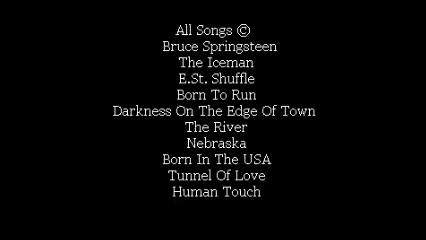 All Songs ©
Bruce Springsteen
The Iceman
E.St. Shuffle
Born To Run
Darkness On The Edge Of Town
The River
Nebraska
Born In The USA
Tunnel Of Love
Human Touch